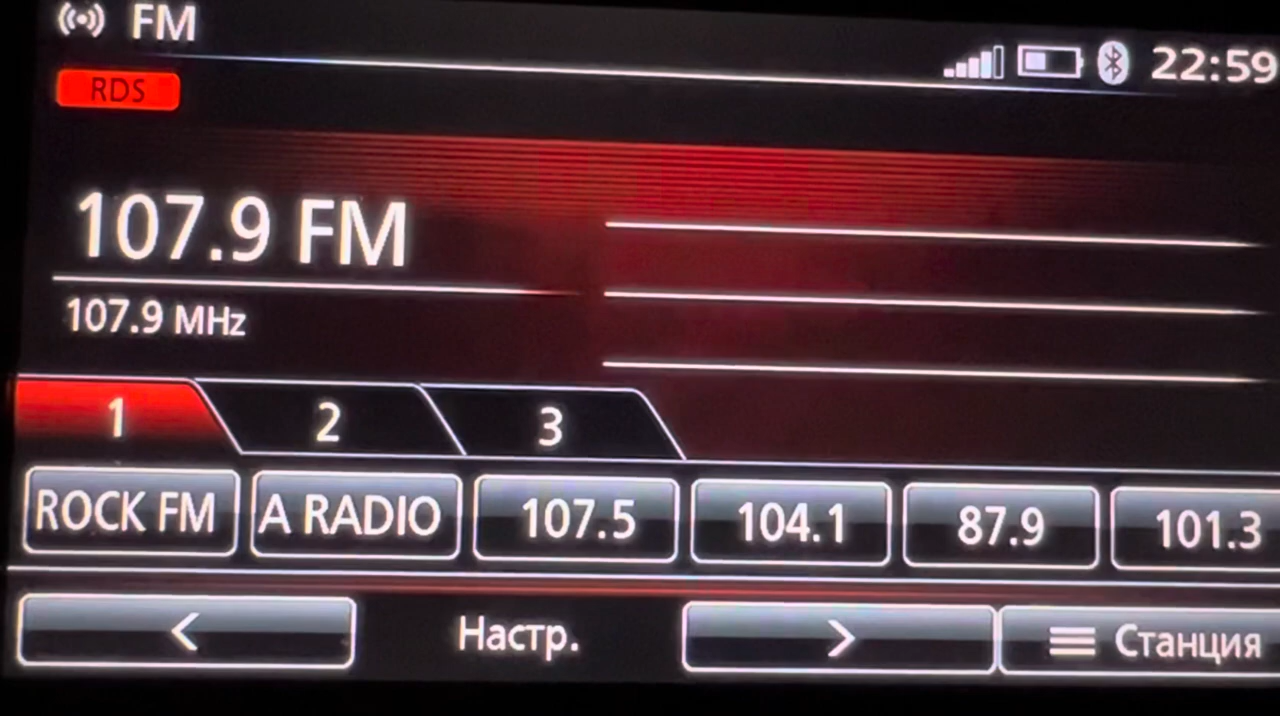 FM
22:59
RDS
107.9 FM
107.9 MHz
1 2 3
ROCK FM A RADIO 107.5 104.1 87.9 101.3
< Настр. > Станция